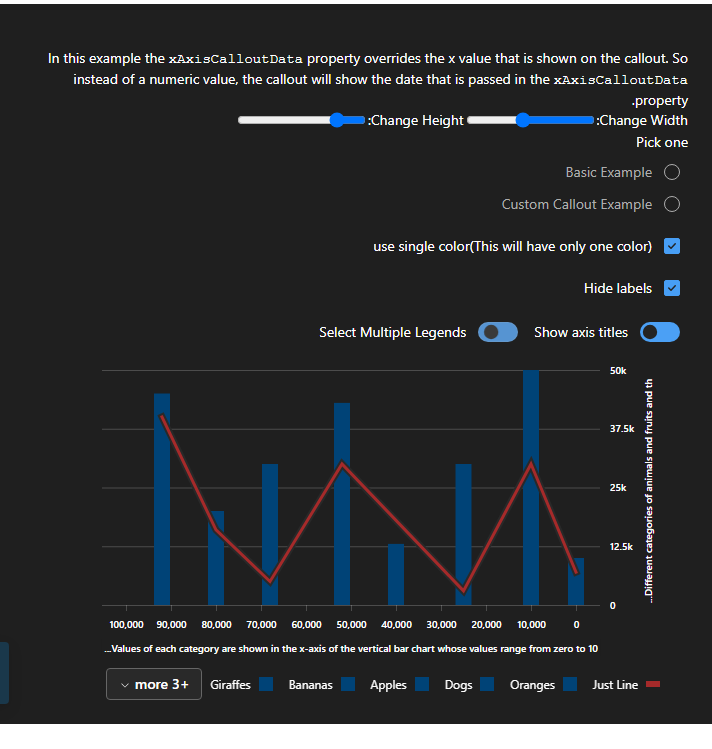 In this example the xAxisCalloutData property overrides the x value that is shown on the callout. So
instead of a numeric value, the callout will show the date that is passed in the xAxisCalloutData
.property
:Change Height :Change Width
Pick one
Basic Example
Custom Callout Example
use single color(This will have only one color)
Hide labels
Select Multiple Legends Show axis titles
50k
37.5k
25k
12.5k
0
...Different categories of animals and fruits and th
100,000 90,000 80,000 70,000 60,000 50,000 40,000 30,000 20,000 10,000 0
...Values of each category are shown in the x-axis of the vertical bar chart whose values range from zero to 10
more 3+ Giraffes Bananas Apples Dogs Oranges Just Line